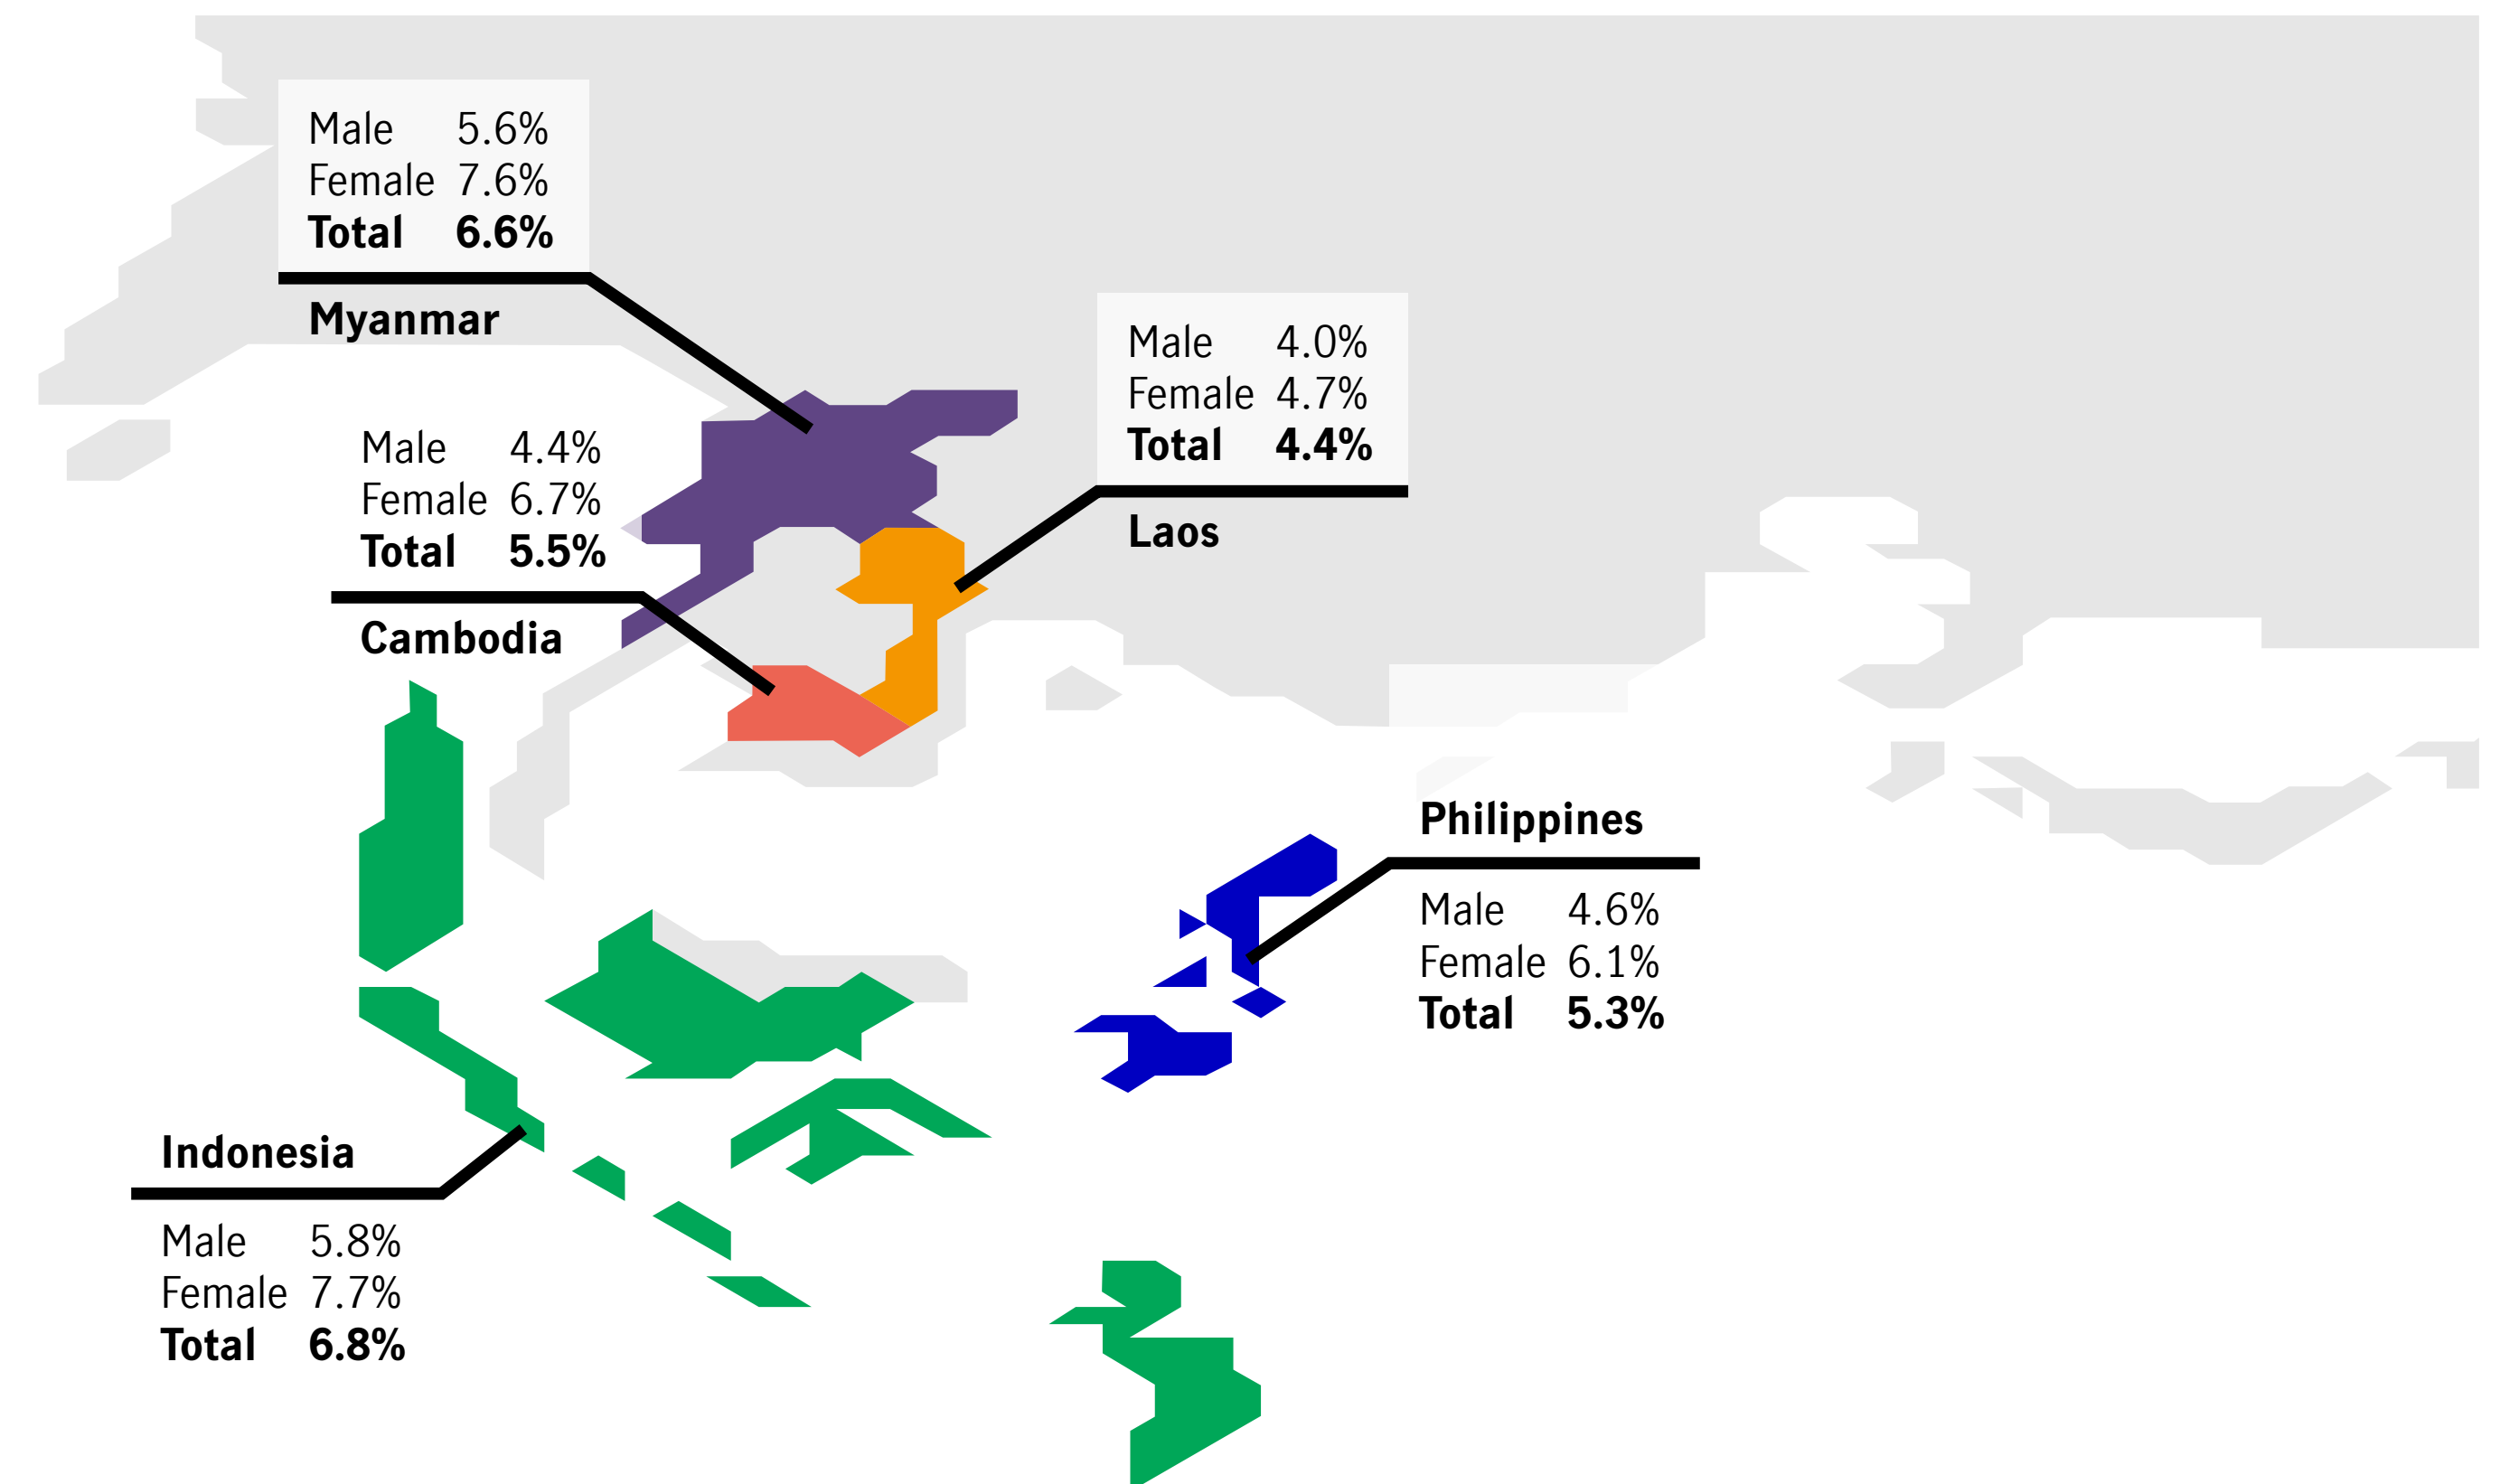 Male 5.6%
Female 7.6%
Total 6.6%
Myanmar
Male 4.0%
Female 4.7%
Total 4.4%
Laos
Male 4.4%
Female 6.7%
Total 5.5%
Cambodia
Philippines
Male 4.6%
Female 6.1%
Total 5.3%
Indonesia
Male 5.8%
Female 7.7%
Total 6.8%